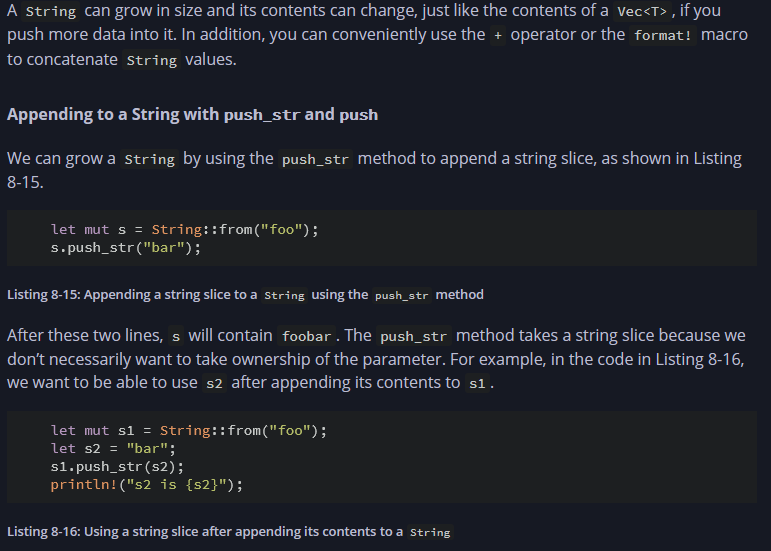 A String can grow in size and its contents can change, just like the contents of a Vec<T>, if you
push more data into it. In addition, you can conveniently use the + operator or the format! macro
to concatenate String values.
Appending to a String with push_str and push
We can grow a String by using the push_str method to append a string slice, as shown in Listing
8-15.
let mut s = String::from("foo");
s.push_str("bar");
Listing 8-15: Appending a string slice to a String using the push_str method
After these two lines, s will contain foobar. The push_str method takes a string slice because we
don’t necessarily want to take ownership of the parameter. For example, in the code in Listing 8-16,
we want to be able to use s2 after appending its contents to s1.
let mut s1 = String::from("foo");
let s2 = "bar";
s1.push_str(s2);
println!("s2 is {s2}");
Listing 8-16: Using a string slice after appending its contents to a String